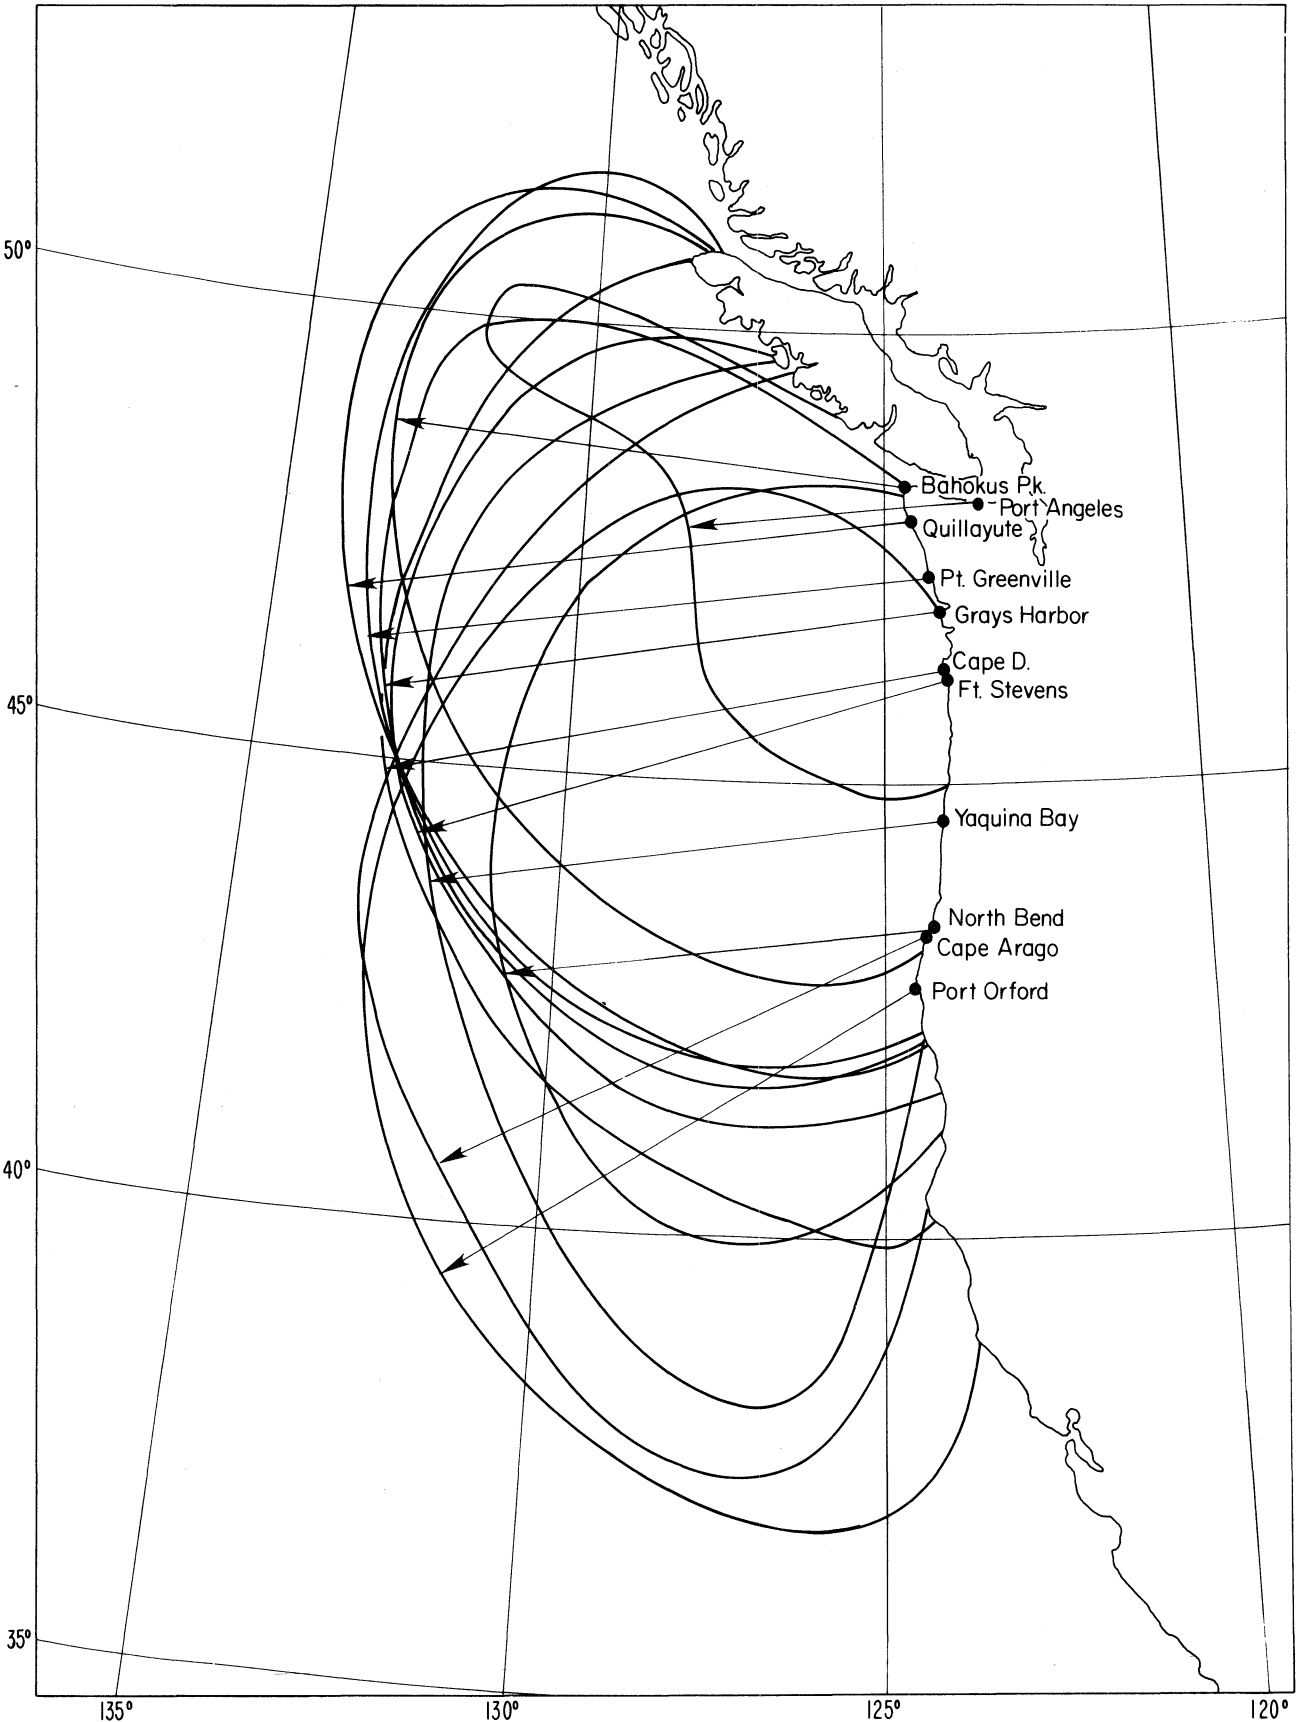 50°
Bahokus Pk.
Port Angeles
Quillayute
Pt. Greenville
Grays Harbor
Cape D.
Ft. Stevens
45°
Yaquina Bay
North Bend
Cape Arago
Port Orford
40°
35°
135° 130° 125° 120°